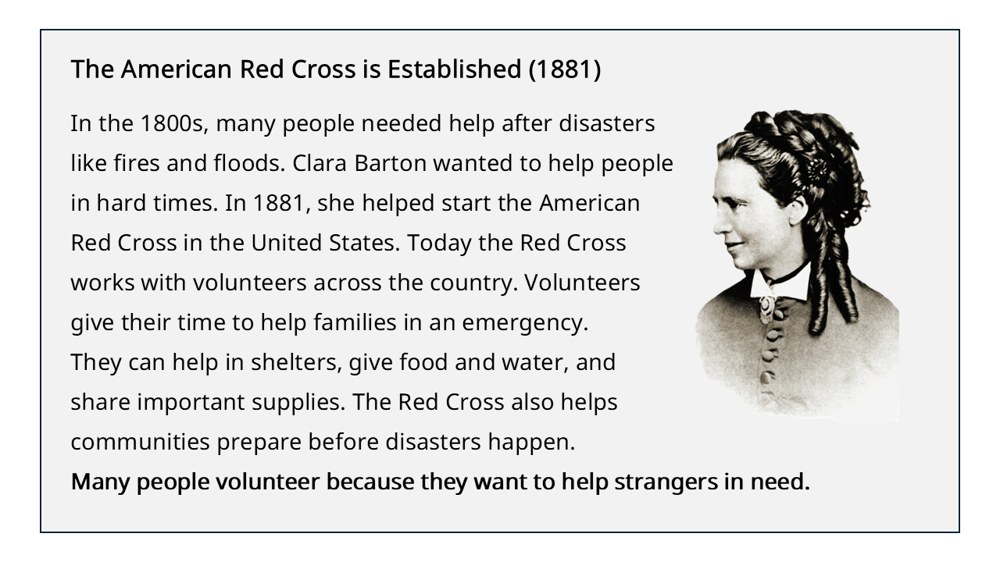 The American Red Cross is Established (1881)
In the 1800s, many people needed help after disasters
like fires and floods. Clara Barton wanted to help people
in hard times. In 1881, she helped start the American
Red Cross in the United States. Today the Red Cross
works with volunteers across the country. Volunteers
give their time to help families in an emergency.
They can help in shelters, give food and water, and
share important supplies. The Red Cross also helps
communities prepare before disasters happen.
Many people volunteer because they want to help strangers in need.